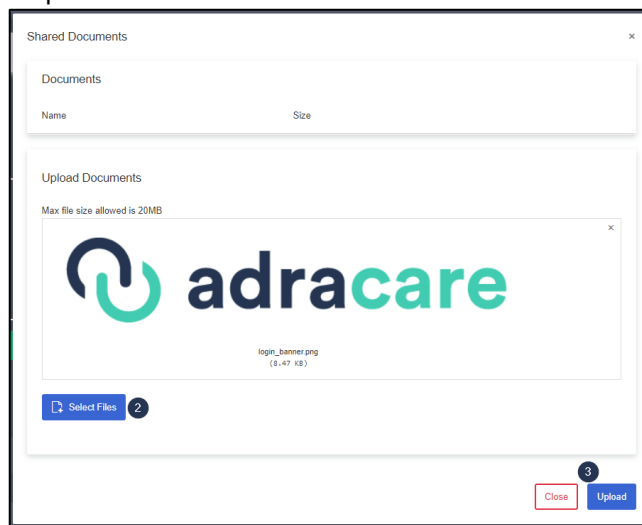 Shared Documents ×
Documents
Name Size
Upload Documents
Max file size allowed is 20MB
×
adracare
login_banner.png
(8.47 KB)
Select Files 2
3
Close Upload